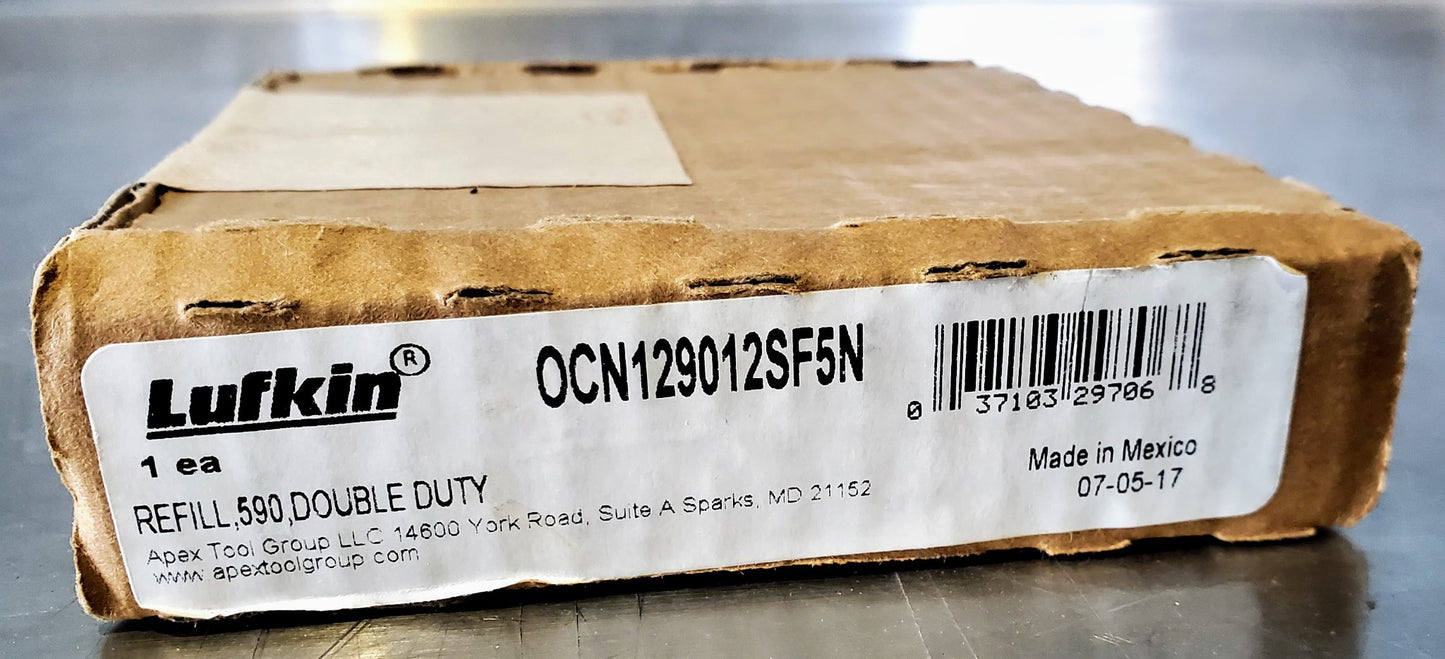 Lufkin®
OCN129012SF5N
0 37103 29706 8
1 ea
REFILL,590,DOUBLE DUTY
Apex Tool Group LLC 14600 York Road, Suite A Sparks, MD 21152
www.apextoolgroup.com
Made in Mexico
07-05-17